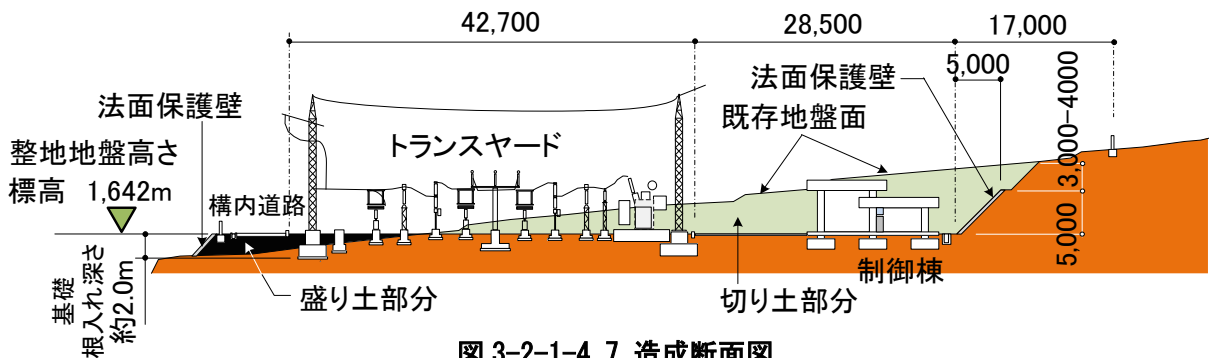 42,700
28,500
17,000
5,000
法面保護壁
法面保護壁
既存地盤面
3,000-4000
整地地盤高さ
標高 1,642m
トランスヤード
構内道路
5,000
基礎
根入れ深さ
約2.0m
盛り土部分
切り土部分
制御棟
図 3-2-1-4.7 造成断面図